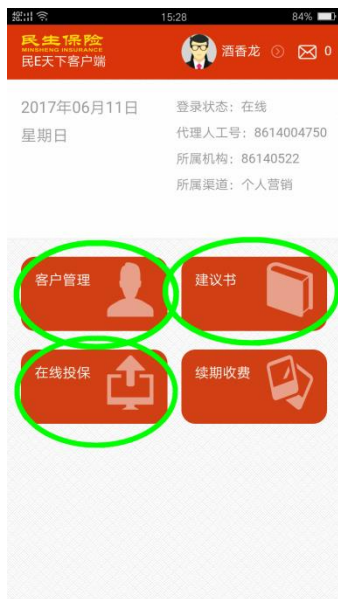 15:28
84%
民生保险
MINSHENG INSURANCE
民E天下客户端
酒香龙
0
2017年06月11日
星期日
登录状态：在线
代理人工号：8614004750
所属机构：86140522
所属渠道：个人营销
客户管理
建议书
在线投保
续期收费